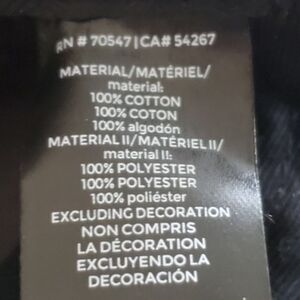 RN # 70547 | CA# 54267
MATERIAL/MATÉRIEL/
material:
100% COTTON
100% COTON
100% algodón
MATERIAL II/MATÉRIEL II/
material II:
100% POLYESTER
100% POLYESTER
100% poliéster
EXCLUDING DECORATION
NON COMPRIS
LA DÉCORATION
EXCLUYENDO LA
DECORACIÓN